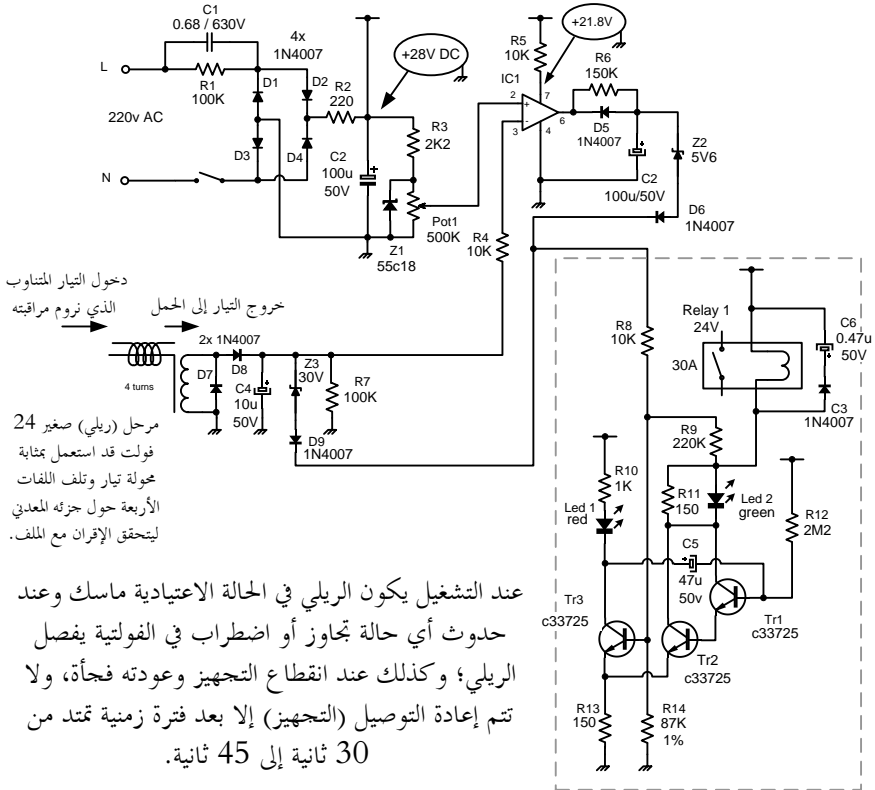 C1
0.68 / 630V
4x
1N4007
L
R1
100K
D1
D2
R2
220
+28V DC
220v AC
D3
D4
N
C2
100u
50V
R3
2K2
Pot1
500K
Z1
55c18
R5
10K
+21.8V
IC1
2
3
7
4
6
+
-
R6
150K
D5
1N4007
C2
100u/50V
Z2
5V6
D6
1N4007
R4
10K
دخول التيار المتناوب
الذي نروم مراقبته
خروج التيار إلى الحمل
4 turns
2x 1N4007
D7
D8
C4
10u
50V
Z3
30V
R7
100K
D9
1N4007
مرحل (ريلي) صغير 24
فولت قد استعمل بمثابة
محولة تيار وتلف اللفات
الأربعة حول جزئه المعدني
ليتحقق الإقران مع الملف.
R8
10K
Relay 1
24V
30A
C6
0.47u
50V
C3
1N4007
R9
220K
R10
1K
Led 1
red
R11
150
Led 2
green
R12
2M2
C5
47u
50v
Tr3
c33725
Tr1
c33725
Tr2
c33725
R13
150
R14
87K
1%
عند التشغيل يكون الريلي في الحالة الاعتيادية ماسك وعند
حدوث أي حالة تجاوز أو اضطراب في الفولتية يفصل
الريلي؛ وكذلك عند انقطاع التجهيز وعودته فجأة، ولا
تتم إعادة التوصيل (التجهيز) إلا بعد فترة زمنية تمتد من
30 ثانية إلى 45 ثانية.